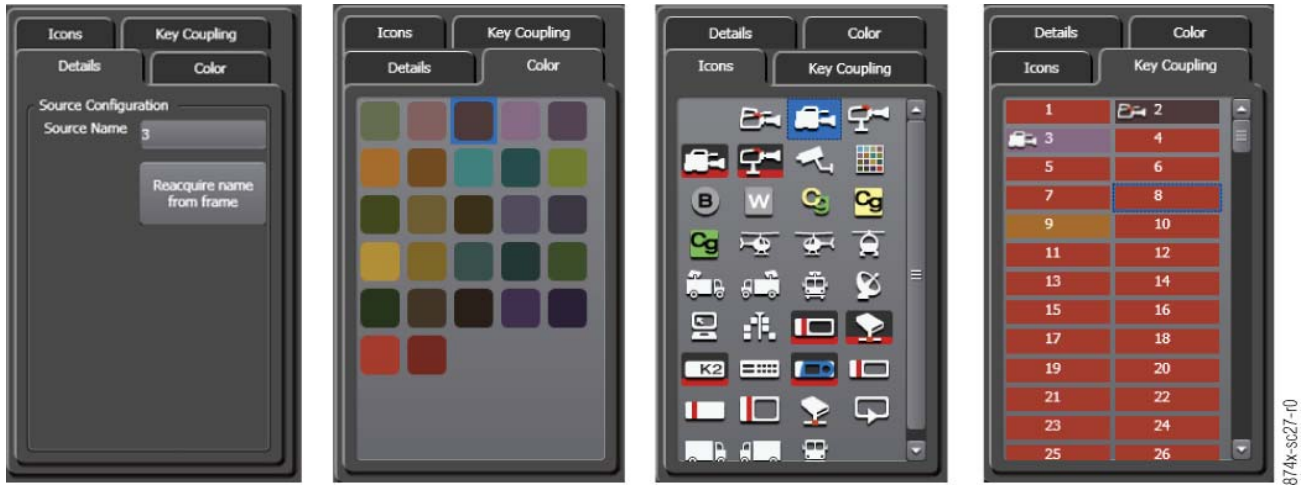 Icons Key Coupling
Details Color
Source Configuration
Source Name 3
Reacquire name
from frame
Icons Key Coupling
Details Color
Details Color
Icons Key Coupling
B W Cg Cg
Cg
K2
Details Color
Icons Key Coupling
1 2
3 4
5 6
7 8
9 10
11 12
13 14
15 16
17 18
19 20
21 22
23 24
25 26
874x-sc27-r0